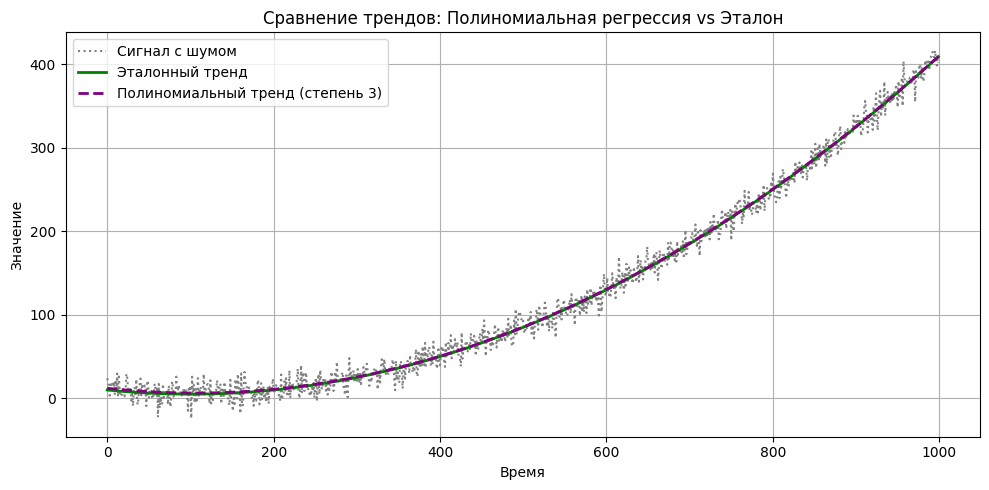 Сравнение трендов: Полиномиальная регрессия vs Эталон
Сигнал с шумом
Эталонный тренд
Полиномиальный тренд (степень 3)
Значение
400
300
200
100
0
0 200 400 600 800 1000
Время